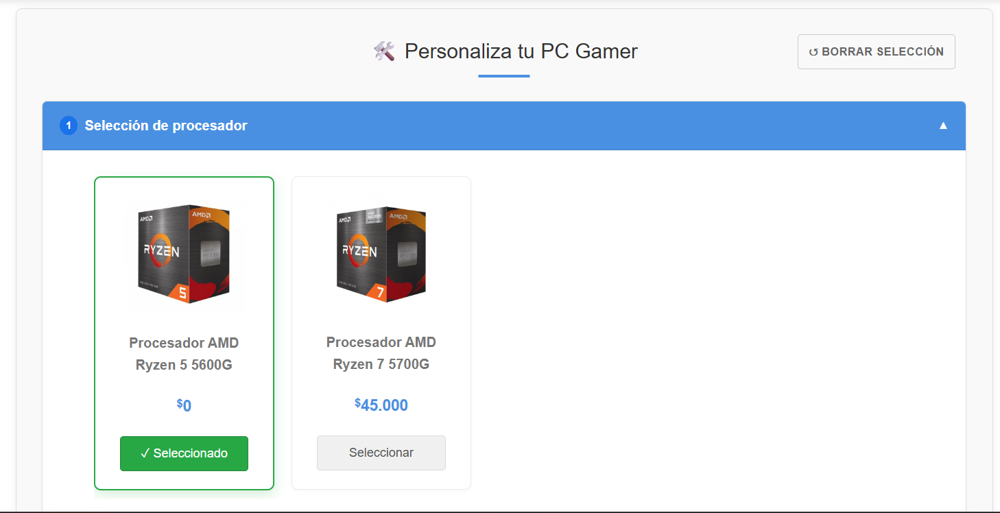 Personaliza tu PC Gamer
↺ BORRAR SELECCIÓN
1 Selección de procesador ▲
AMD
AMD
RYZEN
5
AMD
AMD
RYZEN
7
Procesador AMD
Ryzen 5 5600G
$0
✓ Seleccionado
Procesador AMD
Ryzen 7 5700G
$45.000
Seleccionar